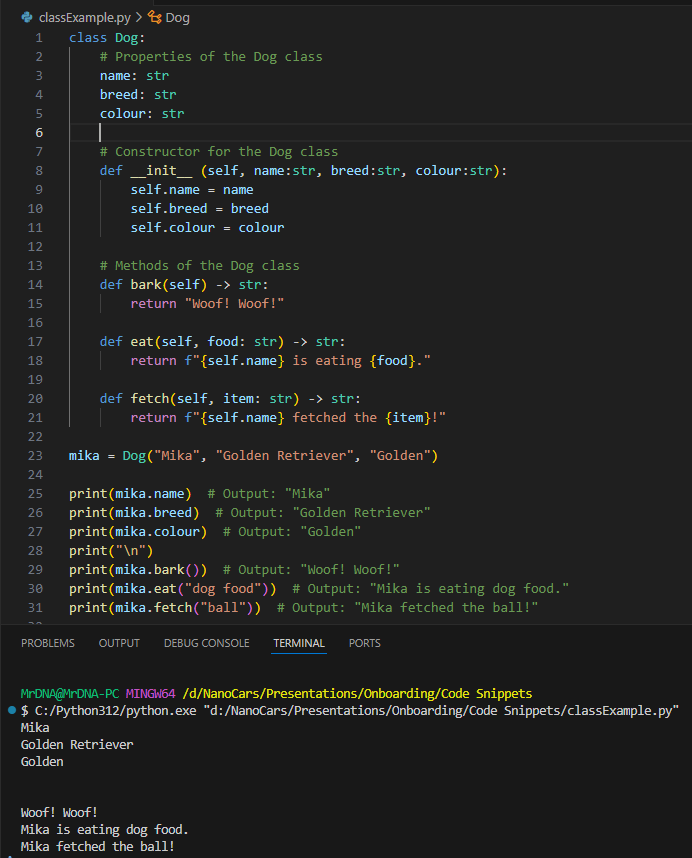 classExample.py > Dog
1 class Dog:
2     # Properties of the Dog class
3     name: str
4     breed: str
5     colour: str
6
7     # Constructor for the Dog class
8     def __init__ (self, name:str, breed:str, colour:str):
9         self.name = name
10         self.breed = breed
11         self.colour = colour
12
13     # Methods of the Dog class
14     def bark(self) -> str:
15         return "Woof! Woof!"
16
17     def eat(self, food: str) -> str:
18         return f"{self.name} is eating {food}."
19
20     def fetch(self, item: str) -> str:
21         return f"{self.name} fetched the {item}!"
22
23 mika = Dog("Mika", "Golden Retriever", "Golden")
24
25 print(mika.name)  # Output: "Mika"
26 print(mika.breed)  # Output: "Golden Retriever"
27 print(mika.colour)  # Output: "Golden"
28 print("\n")
29 print(mika.bark())  # Output: "Woof! Woof!"
30 print(mika.eat("dog food"))  # Output: "Mika is eating dog food."
31 print(mika.fetch("ball"))  # Output: "Mika fetched the ball!"
PROBLEMS OUTPUT DEBUG CONSOLE TERMINAL PORTS
MrDNA@MrDNA-PC MINGW64 /d/NanoCars/Presentations/Onboarding/Code Snippets
$ C:/Python312/python.exe "d:/NanoCars/Presentations/Onboarding/Code Snippets/classExample.py"
Mika
Golden Retriever
Golden
Woof! Woof!
Mika is eating dog food.
Mika fetched the ball!